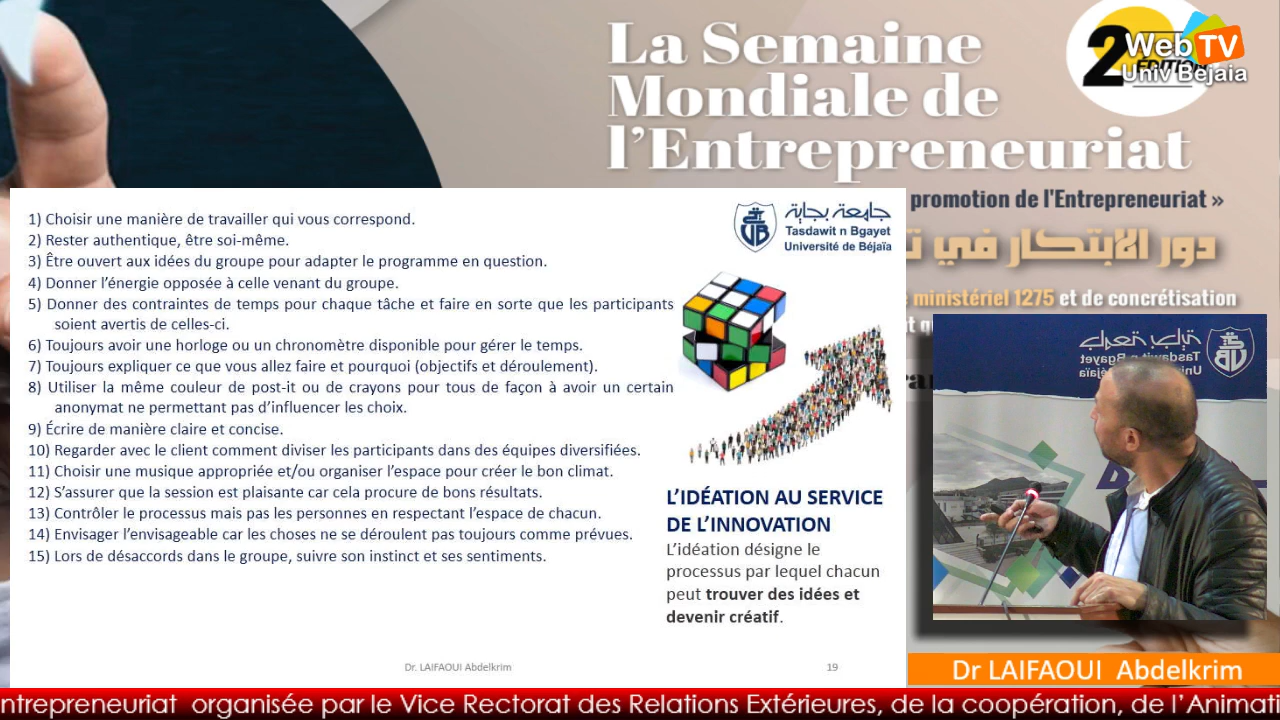 La Semaine
Mondiale de
l'Entrepreneuriat
2
ÉDITION
Web TV
Univ Bejaia
promotion de l'Entrepreneuriat »
دور الابتكار في
ministériel 1275 et de concrétisation
1) Choisir une manière de travailler qui vous correspond.
2) Rester authentique, être soi-même.
3) Être ouvert aux idées du groupe pour adapter le programme en question.
4) Donner l'énergie opposée à celle venant du groupe.
5) Donner des contraintes de temps pour chaque tâche et faire en sorte que les participants
soient avertis de celles-ci.
6) Toujours avoir une horloge ou un chronomètre disponible pour gérer le temps.
7) Toujours expliquer ce que vous allez faire et pourquoi (objectifs et déroulement).
8) Utiliser la même couleur de post-it ou de crayons pour tous de façon à avoir un certain
anonymat ne permettant pas d'influencer les choix.
9) Écrire de manière claire et concise.
10) Regarder avec le client comment diviser les participants dans des équipes diversifiées.
11) Choisir une musique appropriée et/ou organiser l'espace pour créer le bon climat.
12) S'assurer que la session est plaisante car cela procure de bons résultats.
13) Contrôler le processus mais pas les personnes en respectant l'espace de chacun.
14) Envisager l'envisageable car les choses ne se déroulent pas toujours comme prévues.
15) Lors de désaccords dans le groupe, suivre son instinct et ses sentiments.
جامعة بجاية
Tasdawit n Bgayet
Université de Béjaïa
L'IDÉATION AU SERVICE
DE L'INNOVATION
L'idéation désigne le
processus par lequel chacun
peut trouver des idées et
devenir créatif.
Dr. LAIFAOUI Abdelkrim
19
جامعة بجاية
Tasdawit n Bgayet
Dr LAIFAOUI Abdelkrim
ntrepreneuriat organisée par le Vice Rectorat des Relations Extérieures, de la coopération, de l'Animati